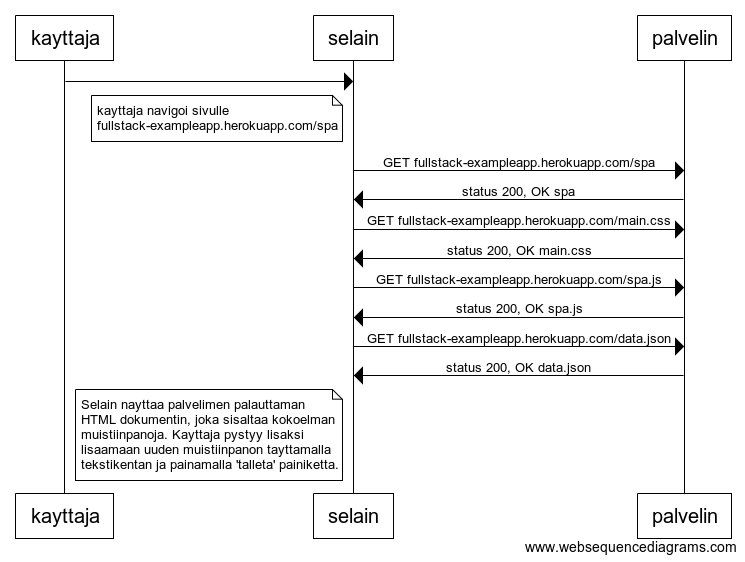 kayttaja
selain
palvelin
kayttaja navigoi sivulle
fullstack-exampleapp.herokuapp.com/spa
GET fullstack-exampleapp.herokuapp.com/spa
status 200, OK spa
GET fullstack-exampleapp.herokuapp.com/main.css
status 200, OK main.css
GET fullstack-exampleapp.herokuapp.com/spa.js
status 200, OK spa.js
GET fullstack-exampleapp.herokuapp.com/data.json
status 200, OK data.json
Selain nayttaa palvelimen palauttaman
HTML dokumentin, joka sisaltaa kokoelman
muistiinpanoja. Kayttaja pystyy lisaksi
lisaamaan uuden muistiinpanon tayttamalla
tekstikentan ja painamalla 'talleta' painiketta.
kayttaja
selain
palvelin
www.websequencediagrams.com